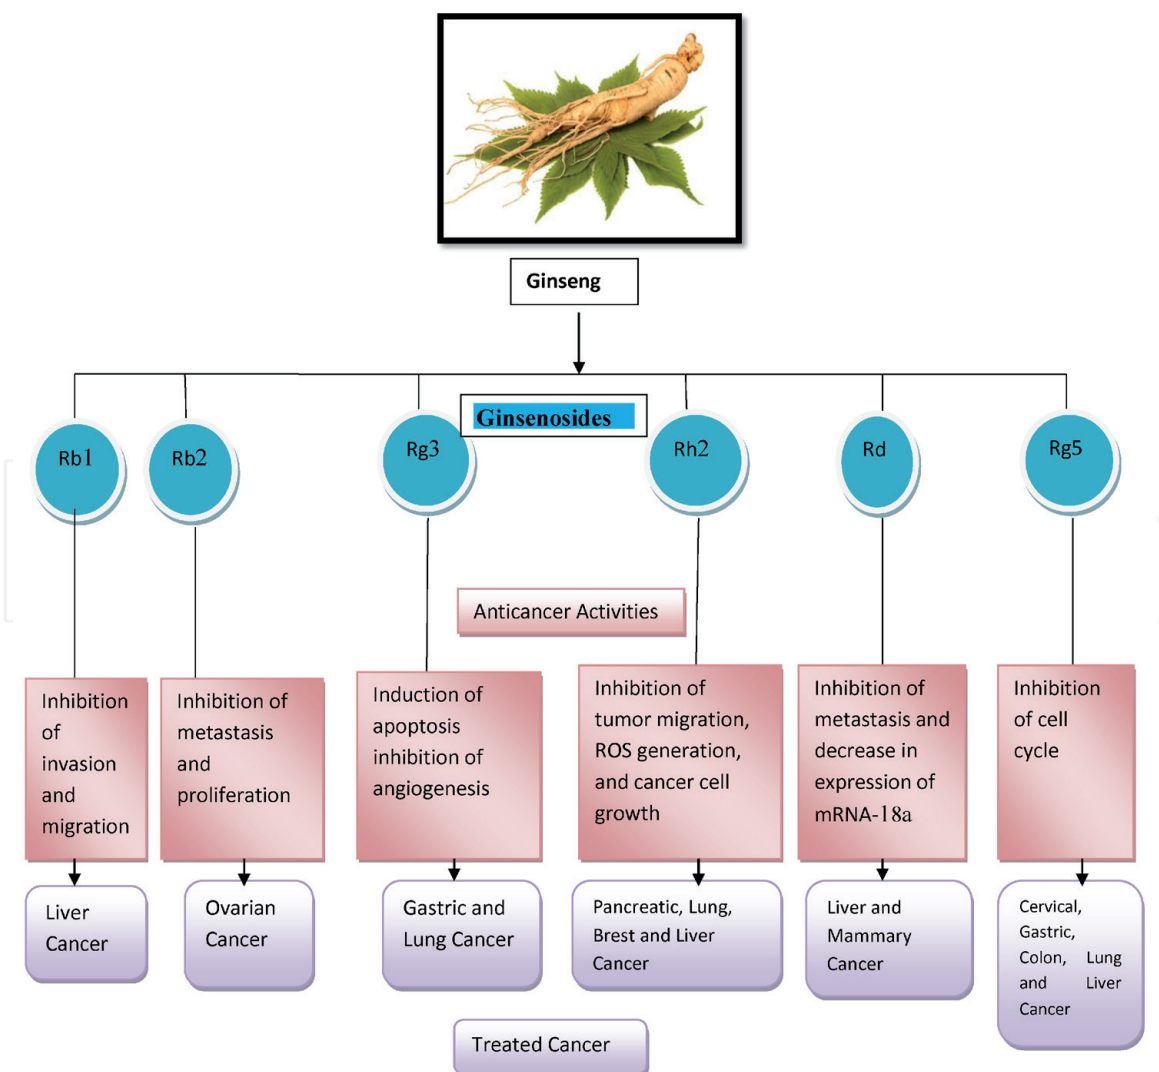 Ginseng
Ginsenosides
Rb1
Rb2
Rg3
Rh2
Rd
Rg5
Anticancer Activities
Inhibition
of
invasion
and
migration
Inhibition of
metastasis
and
proliferation
Induction of
apoptosis
inhibition of
angiogenesis
Inhibition of
tumor migration,
ROS generation,
and cancer cell
growth
Inhibition of
metastasis and
decrease in
expression of
mRNA-18a
Inhibition
of cell
cycle
Liver
Cancer
Ovarian
Cancer
Gastric and
Lung Cancer
Pancreatic, Lung,
Brest and Liver
Cancer
Liver and
Mammary
Cancer
Cervical,
Gastric,
Colon, Lung
and Liver
Cancer
Treated Cancer